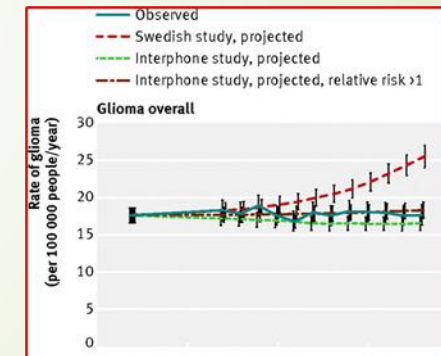 Observed
Swedish study, projected
Interphone study, projected
Interphone study, projected, relative risk >1
Glioma overall
Rate of glioma
(per 100 000 people/year)
30
25
20
15
10
5
0